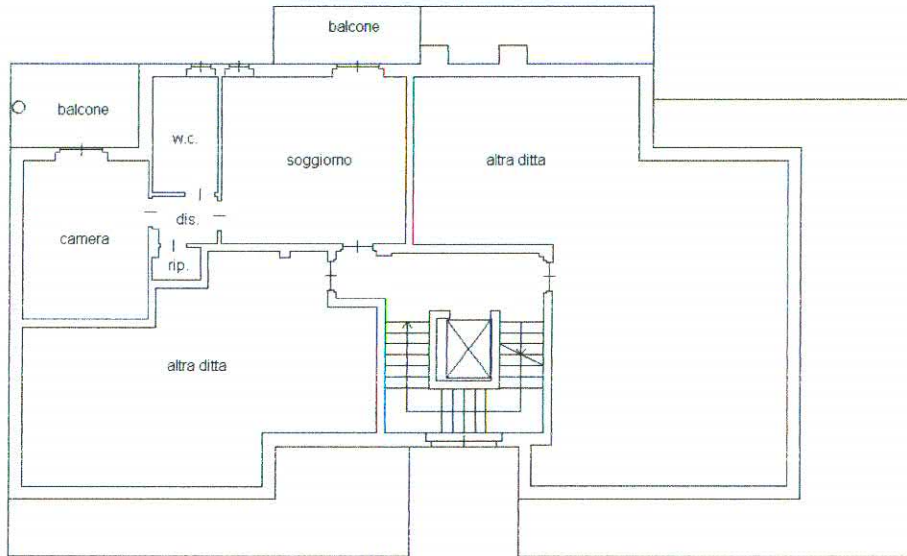 balcone
balcone
w.c.
soggiorno
altra ditta
dis.
camera
rip.
altra ditta